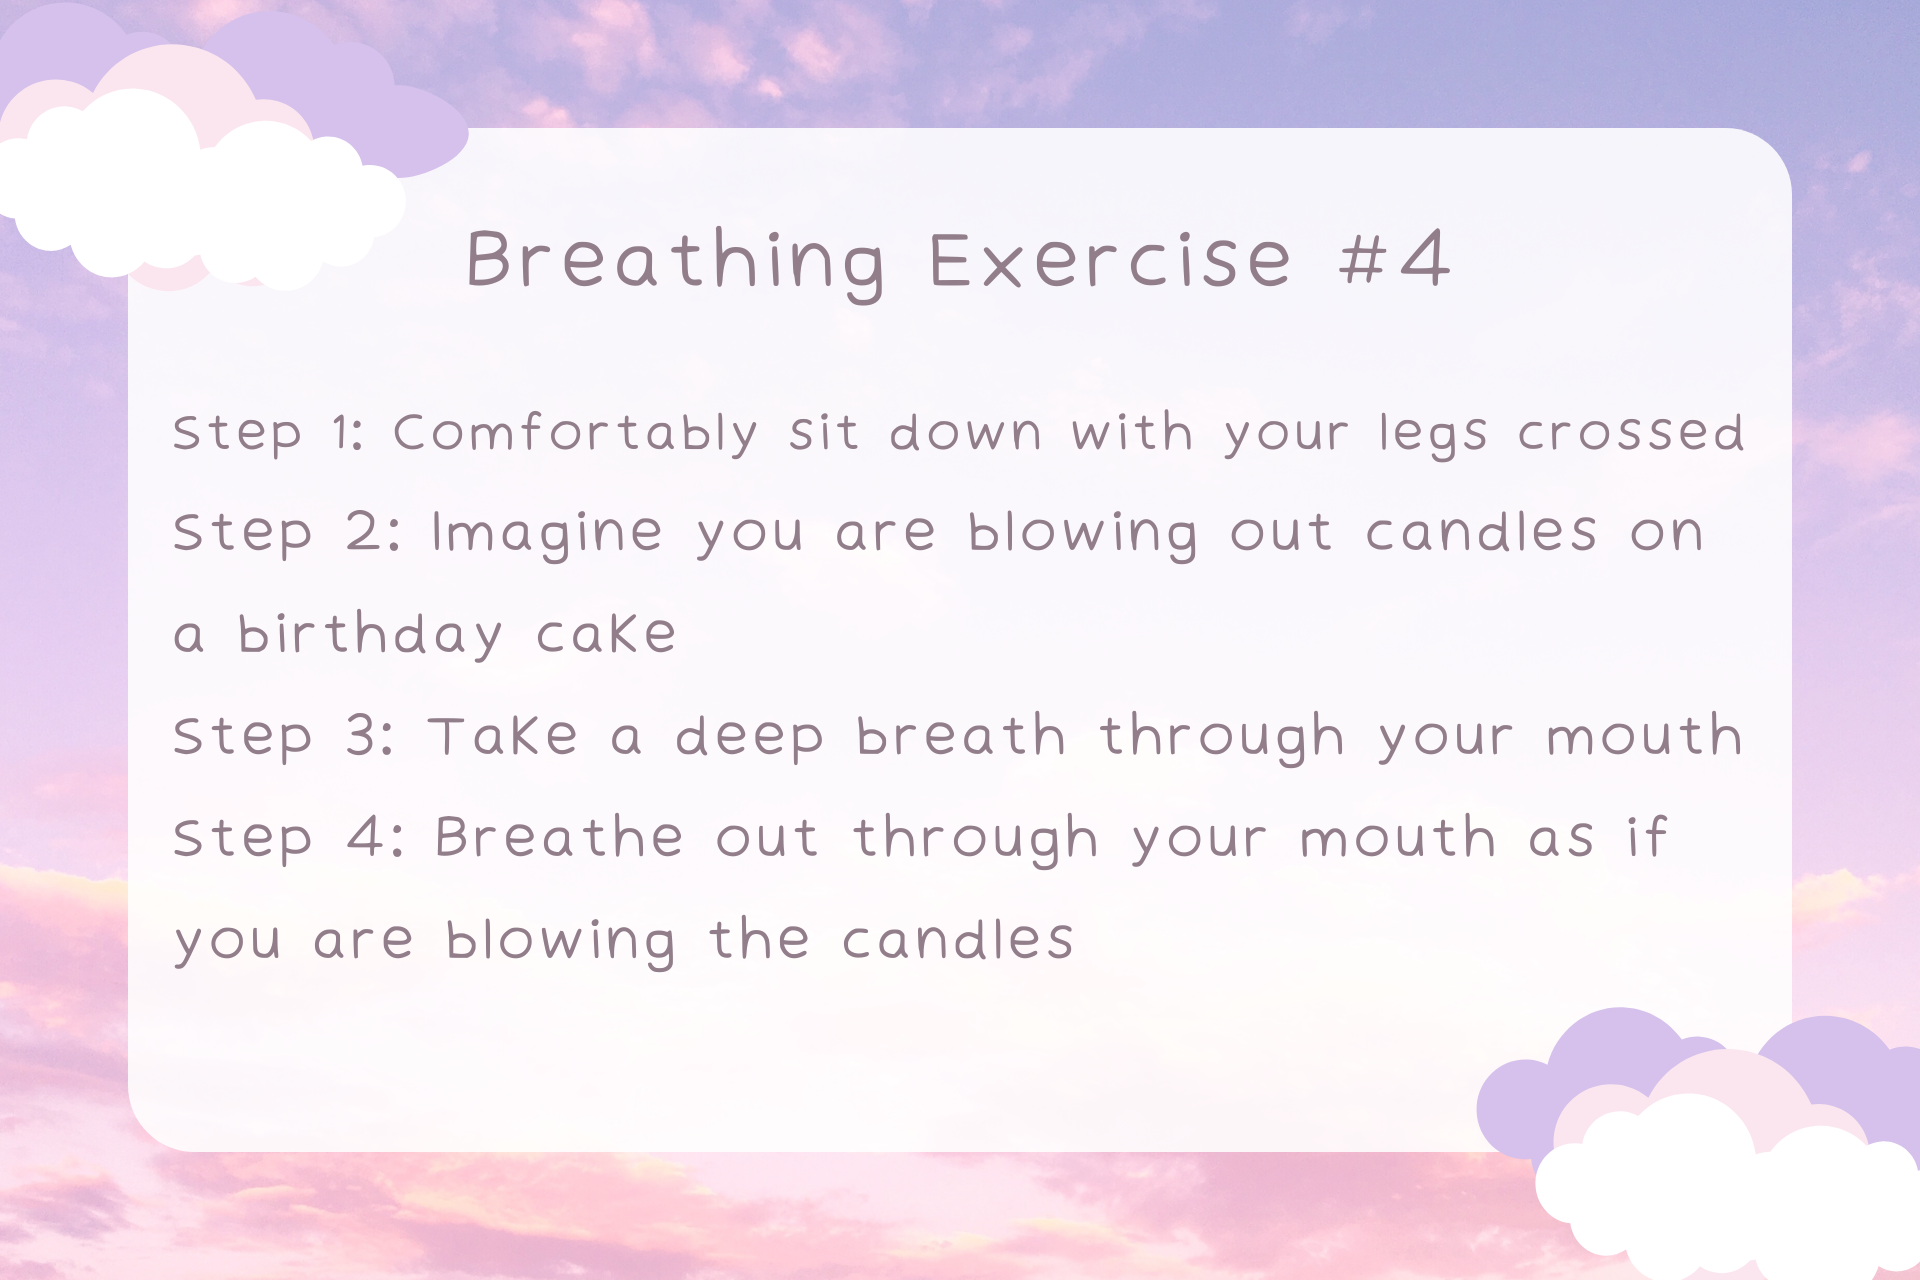 Breathing Exercise #4
Step 1: Comfortably sit down with your legs crossed
Step 2: Imagine you are blowing out candles on
a birthday cake
Step 3: Take a deep breath through your mouth
Step 4: Breathe out through your mouth as if
you are blowing the candles